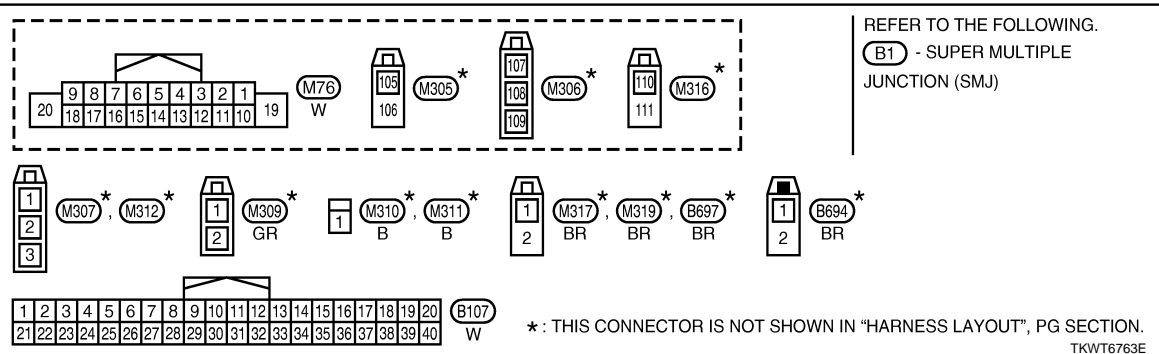 REFER TO THE FOLLOWING.
B1 - SUPER MULTIPLE
JUNCTION (SMJ)
9 8 7 6 5 4 3 2 1
20 18 17 16 15 14 13 12 11 10 19
M76
W
105
106
M305 *
107
108
109
M306 *
110
111
M316 *
1
2
3
M307 *, M312 *
1
2
M309 *
GR
1
M310 *, M311 *
B B
1
2
M317 *, M319 *, B697 *
BR BR BR
1
2
B694 *
BR
1 2 3 4 5 6 7 8 9 10 11 12 13 14 15 16 17 18 19 20
21 22 23 24 25 26 27 28 29 30 31 32 33 34 35 36 37 38 39 40
B107
W
* : THIS CONNECTOR IS NOT SHOWN IN “HARNESS LAYOUT”, PG SECTION.
TKWT6763E